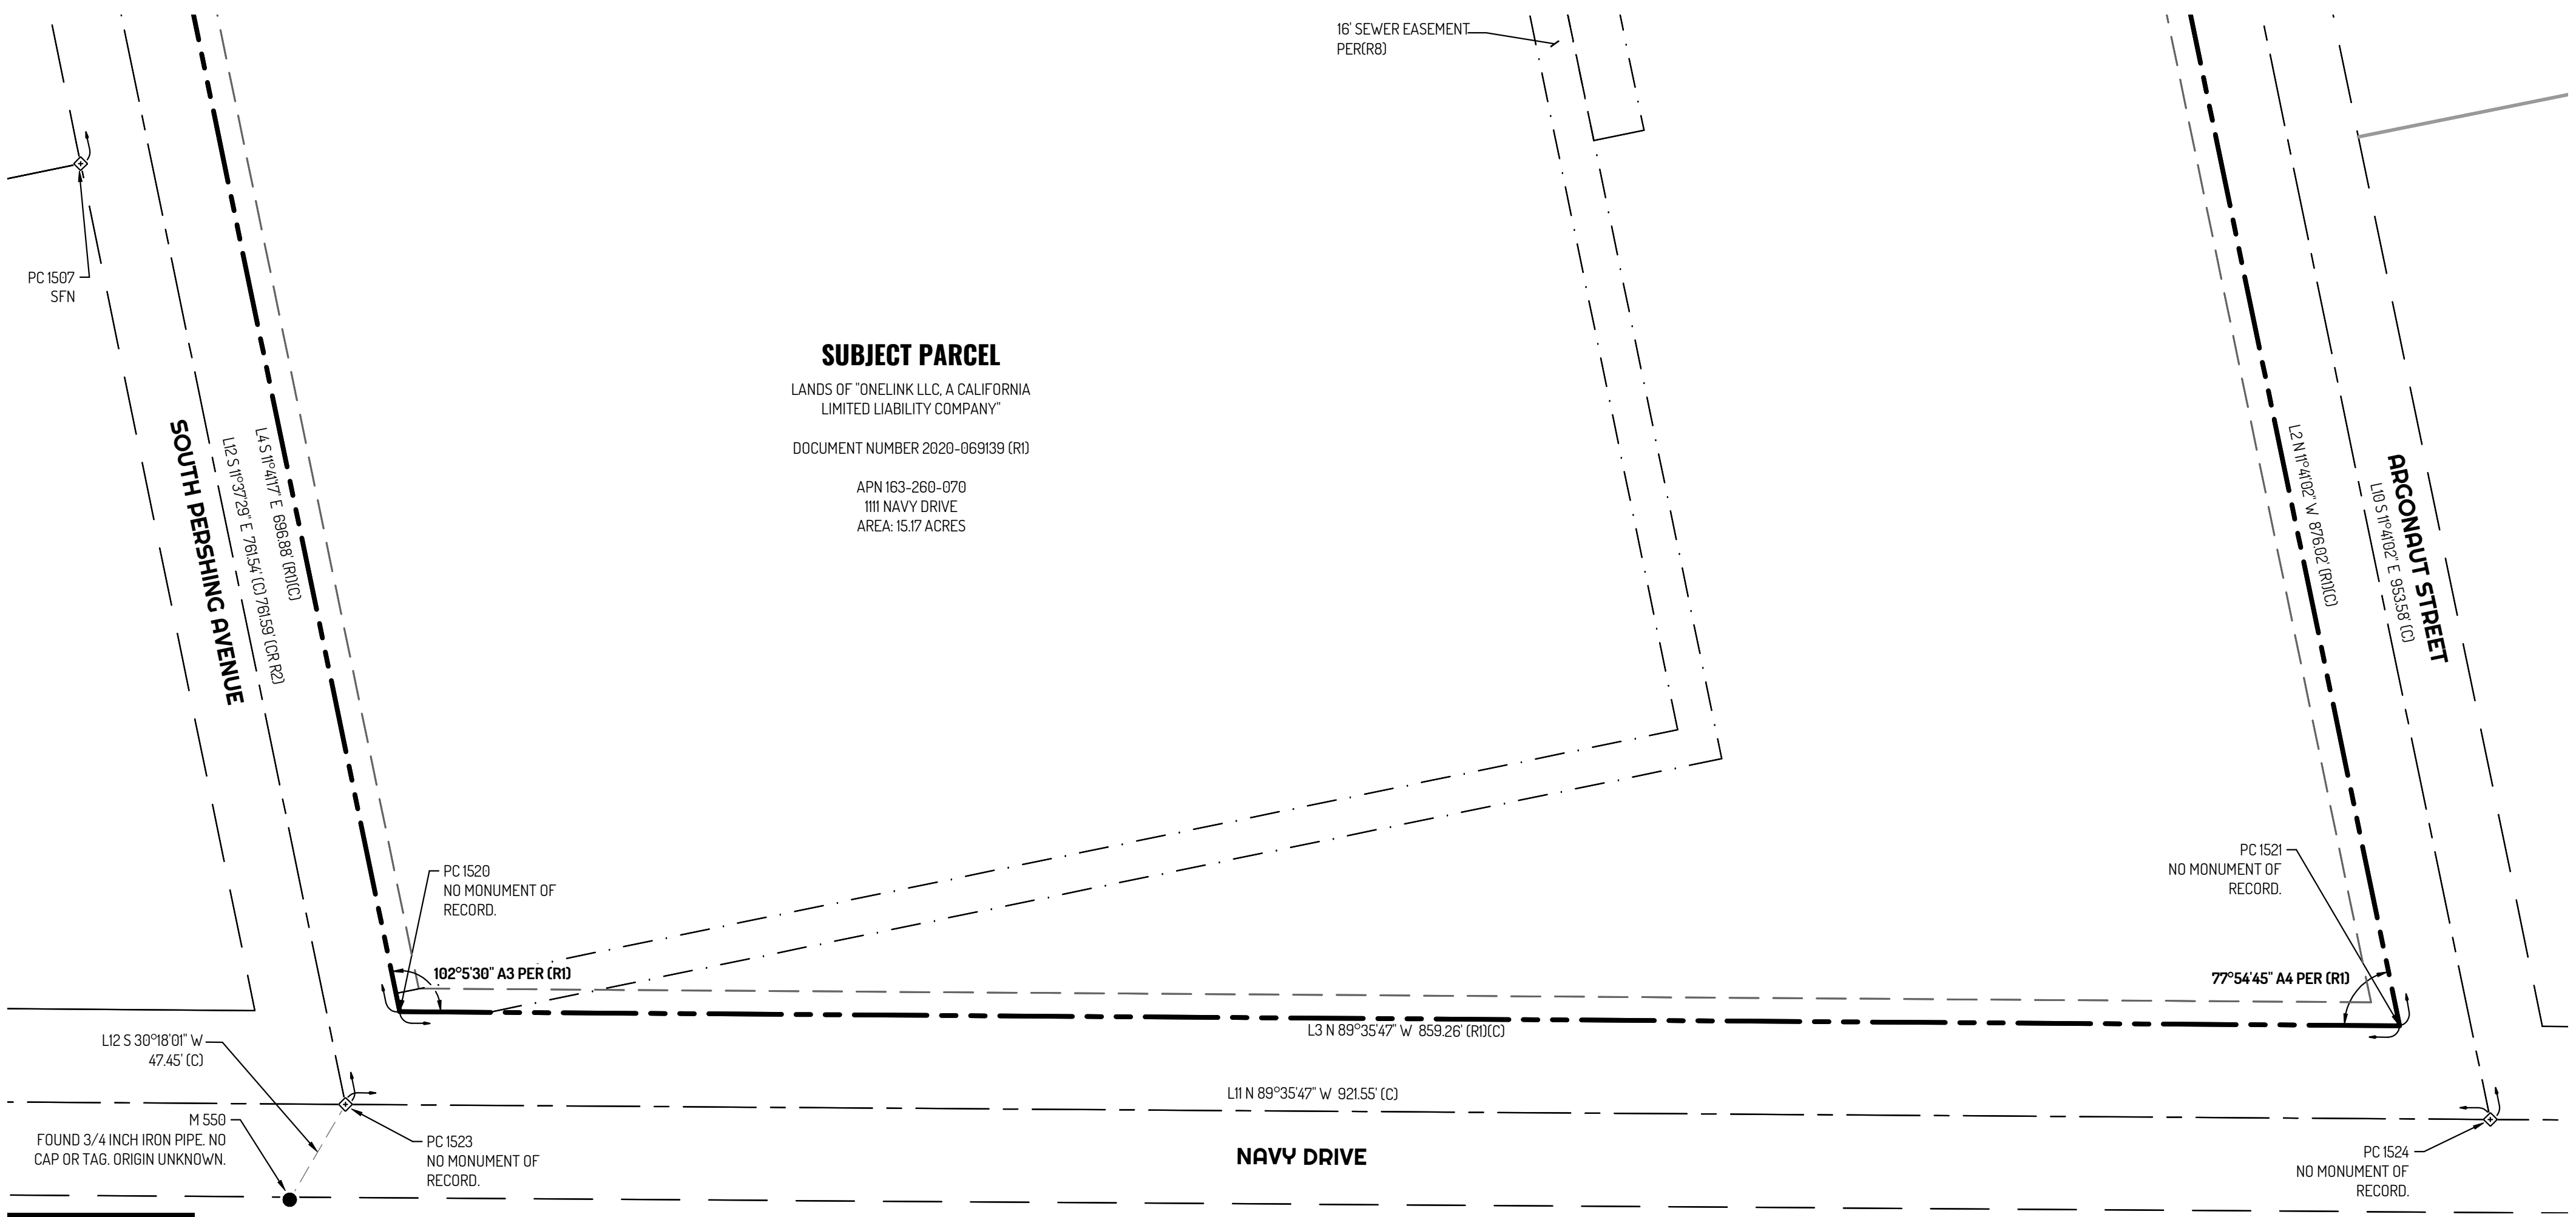 16' SEWER EASEMENT
PER(R8)
PC 1507
SFN
SUBJECT PARCEL
LANDS OF "ONELINK LLC, A CALIFORNIA
LIMITED LIABILITY COMPANY"
DOCUMENT NUMBER 2020-069139 (R1)
APN 163-260-070
1111 NAVY DRIVE
AREA: 15.17 ACRES
SOUTH PERSHING AVENUE
L12 S 11°37'29" E 761.54' (C) 761.59' (CR R2)
L4 S 11°41'17" E 696.88' (R1)(C)
L2 N 11°41'02" W 876.02' (R1)(C)
L10 S 11°41'02" E 953.58' (C)
ARGONAUT STREET
PC 1520
NO MONUMENT OF
RECORD.
PC 1521
NO MONUMENT OF
RECORD.
102°5'30" A3 PER (R1)
77°54'45" A4 PER (R1)
L3 N 89°35'47" W 859.26' (R1)(C)
L12 S 30°18'01" W
47.45' (C)
L11 N 89°35'47" W 921.55' (C)
M 550
FOUND 3/4 INCH IRON PIPE. NO
CAP OR TAG. ORIGIN UNKNOWN.
PC 1523
NO MONUMENT OF
RECORD.
NAVY DRIVE
PC 1524
NO MONUMENT OF
RECORD.